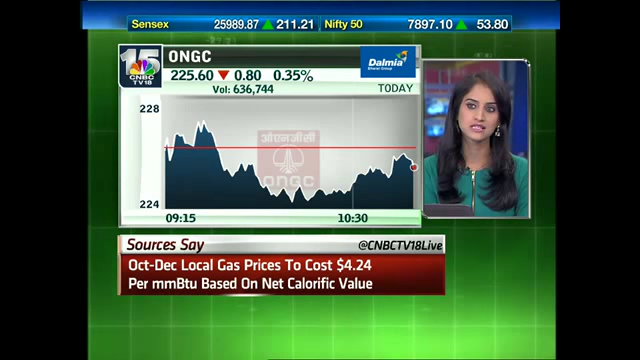 Sensex 25989.87 ▲ 211.21 Nifty 50 7897.10 ▲ 53.80
15
CNBC
TV18
ONGC
Dalmia
Bharat Group
225.60 ▼ 0.80 0.35%
Vol: 636,744
TODAY
228
ओ एन जी सी
ONGC
224
09:15 10:30
Sources Say @CNBCTV18Live
Oct-Dec Local Gas Prices To Cost $4.24
Per mmBtu Based On Net Calorific Value